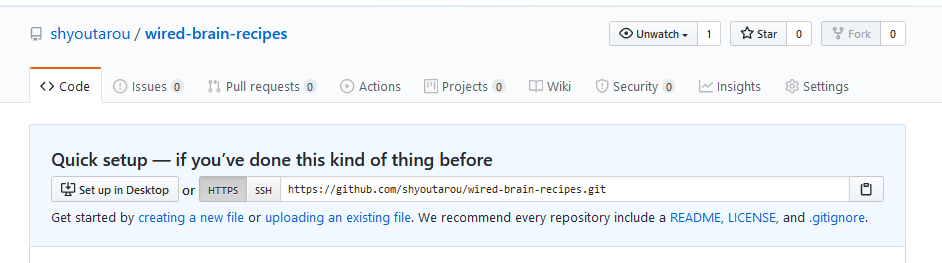 shyoutarou / wired-brain-recipes Unwatch 1 Star 0 Fork 0
Code Issues 0 Pull requests 0 Actions Projects 0 Wiki Security 0 Insights Settings
Quick setup — if you’ve done this kind of thing before
Set up in Desktop or HTTPS SSH https://github.com/shyoutarou/wired-brain-recipes.git
Get started by creating a new file or uploading an existing file. We recommend every repository include a README, LICENSE, and .gitignore.